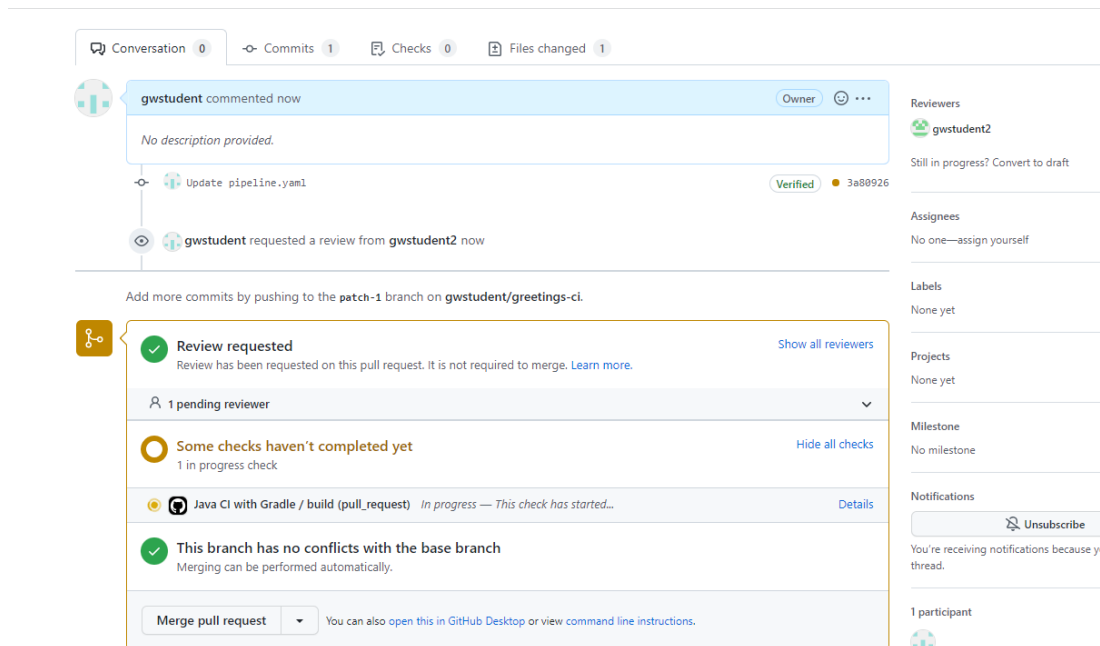 Conversation 0
Commits 1
Checks 0
Files changed 1
gwstudent commented now
Owner
No description provided.
Update pipeline.yaml
Verified
3a80926
gwstudent requested a review from gwstudent2 now
Add more commits by pushing to the patch-1 branch on gwstudent/greetings-ci.
Review requested
Show all reviewers
Review has been requested on this pull request. It is not required to merge. Learn more.
1 pending reviewer
Some checks haven't completed yet
Hide all checks
1 in progress check
Java CI with Gradle / build (pull_request) In progress — This check has started...
Details
This branch has no conflicts with the base branch
Merging can be performed automatically.
Merge pull request
You can also open this in GitHub Desktop or view command line instructions.
Reviewers
gwstudent2
Still in progress? Convert to draft
Assignees
No one—assign yourself
Labels
None yet
Projects
None yet
Milestone
No milestone
Notifications
Unsubscribe
You're receiving notifications because
thread.
1 participant